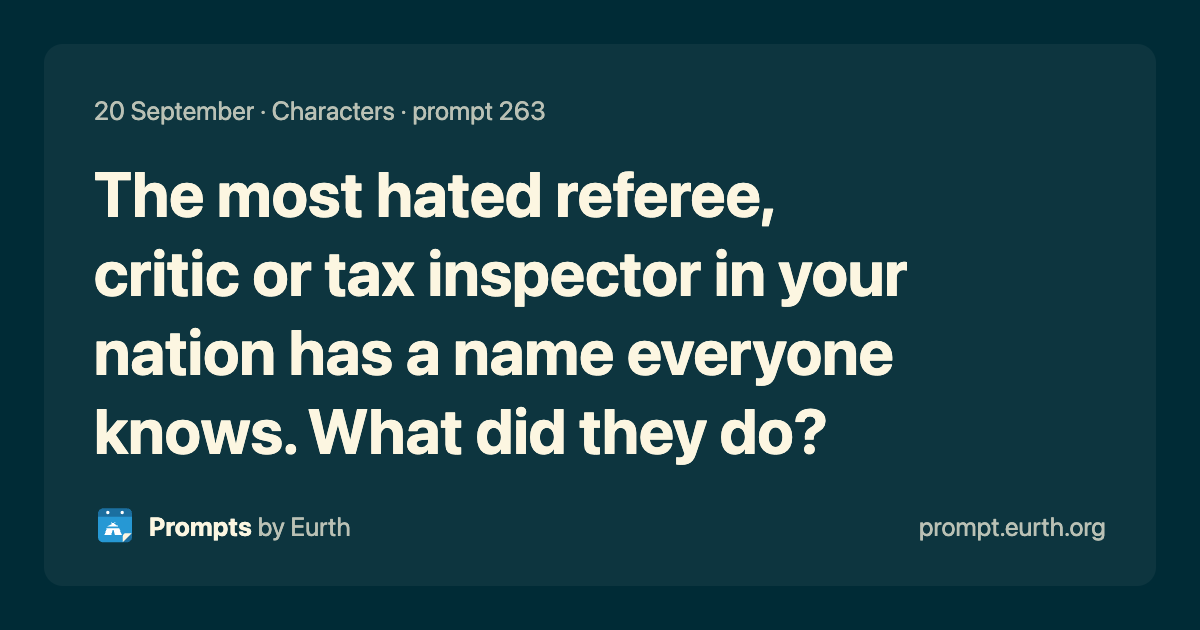 20 September · Characters · prompt 263
The most hated referee,
critic or tax inspector in your
nation has a name everyone
knows. What did they do?
Prompts by Eurth
prompt.eurth.org